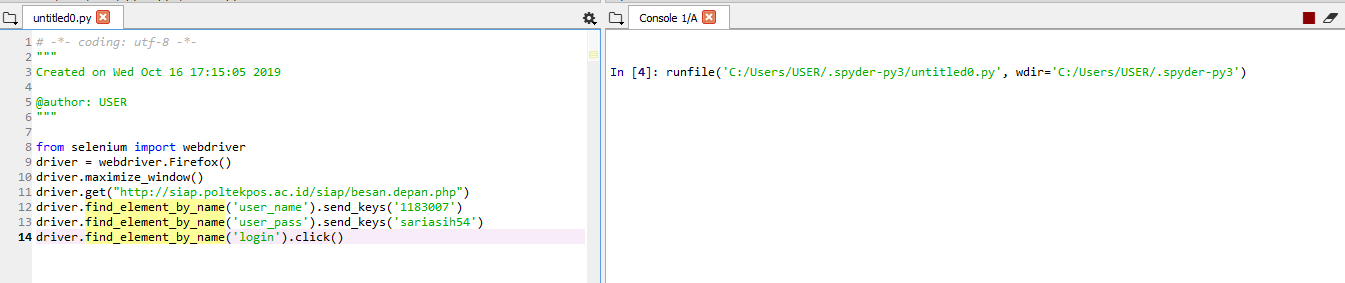 untitled0.py
Console 1/A
1 # -*- coding: utf-8 -*-
2 """
3 Created on Wed Oct 16 17:15:05 2019
4
5 @author: USER
6 """
7
8 from selenium import webdriver
9 driver = webdriver.Firefox()
10 driver.maximize_window()
11 driver.get("http://siap.poltekpos.ac.id/siap/besan.depan.php")
12 driver.find_element_by_name('user_name').send_keys('1183007')
13 driver.find_element_by_name('user_pass').send_keys('sariasih54')
14 driver.find_element_by_name('login').click()
In [4]: runfile('C:/Users/USER/.spyder-py3/untitled0.py', wdir='C:/Users/USER/.spyder-py3')